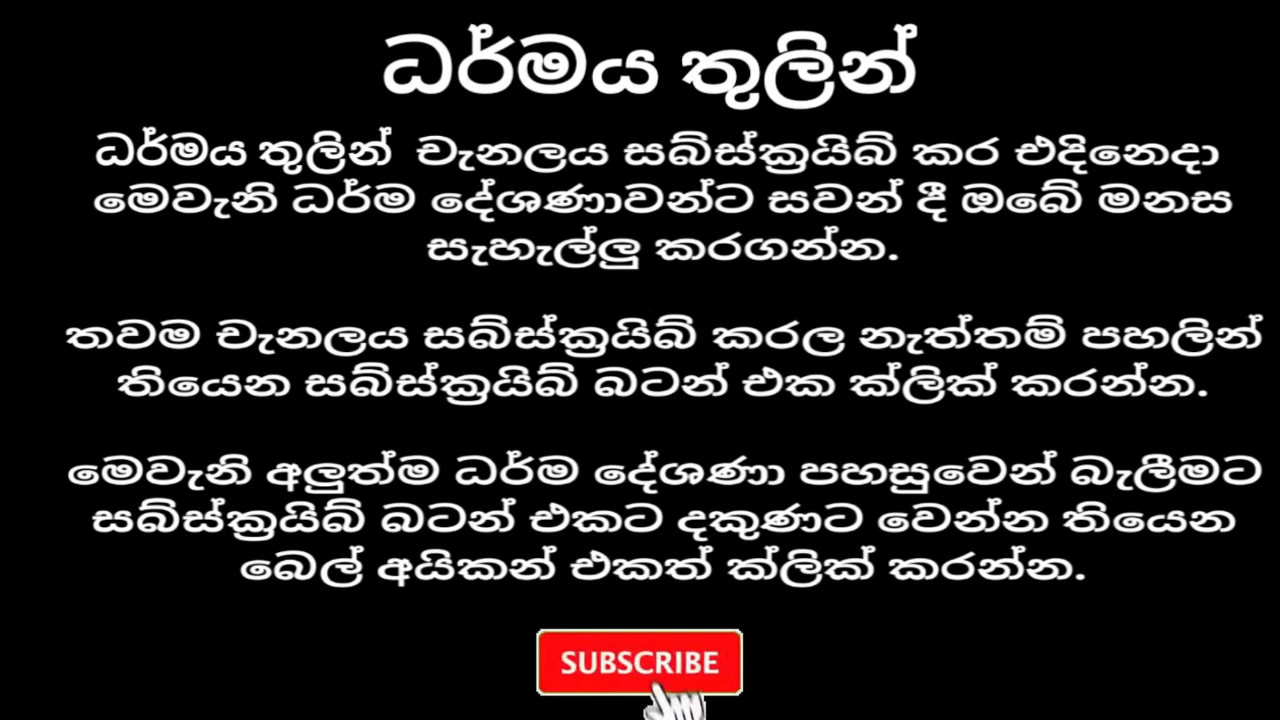 ධර්මය තුලින්
ධර්මය තුලින් චැනලය සබ්ස්ක්‍රයිබ් කර එදිනෙදා
මෙවැනි ධර්ම දේශණාවන්ට සවන් දී ඔබේ මනස
සැහැල්ලු කරගන්න.
තවම චැනලය සබ්ස්ක්‍රයිබ් කරල නැත්තම් පහලින්
තියෙන සබ්ස්ක්‍රයිබ් බටන් එක ක්ලික් කරන්න.
මෙවැනි අලුත්ම ධර්ම දේශණා පහසුවෙන් බැලීමට
සබ්ස්ක්‍රයිබ් බටන් එකට දකුණට වෙන්න තියෙන
බෙල් අයිකන් එකත් ක්ලික් කරන්න.
SUBSCRIBE